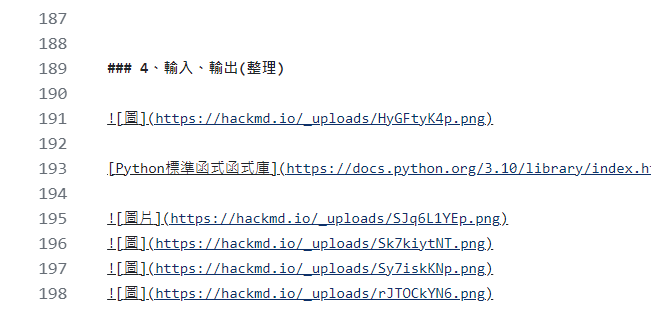 187
188
189 ### 4、輸入、輸出(整理)
190
191 ![圖](https://hackmd.io/_uploads/HyGFtyK4p.png)
192
193 [Python標準函式函式庫](https://docs.python.org/3.10/library/index.h
194
195 ![圖片](https://hackmd.io/_uploads/SJq6L1YEp.png)
196 ![圖](https://hackmd.io/_uploads/Sk7kiytNT.png)
197 ![圖](https://hackmd.io/_uploads/Sy7iskKNp.png)
198 ![圖](https://hackmd.io/_uploads/rJTOCkYN6.png)